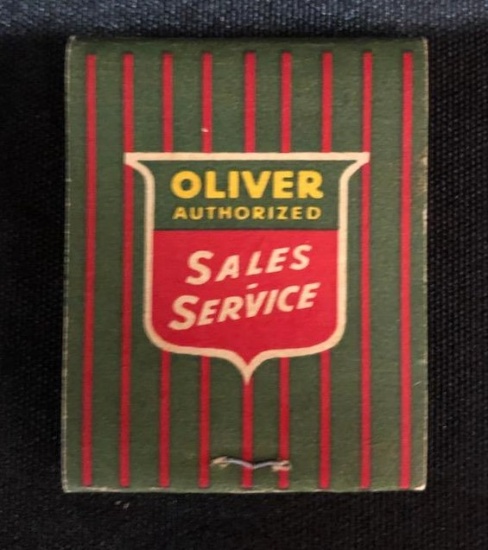 OLIVER
AUTHORIZED
SALES
-
SERVICE